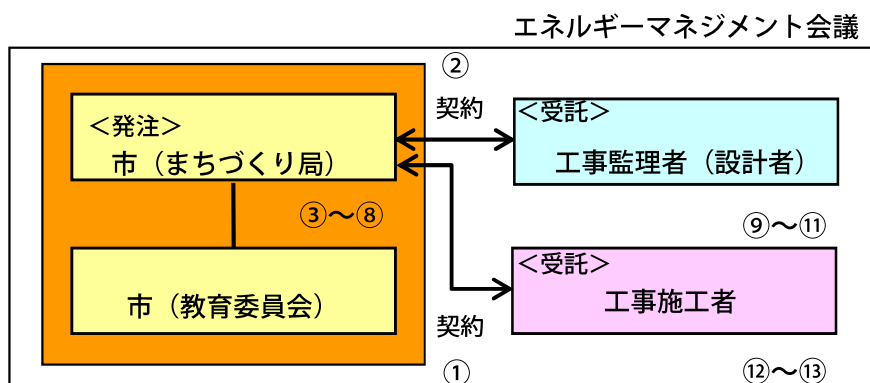 エネルギーマネジメント会議
②
契約
＜発注＞
市（まちづくり局）
＜受託＞
工事監理者（設計者）
③～⑧
⑨～⑪
市（教育委員会）
＜受託＞
工事施工者
契約
①
⑫～⑬